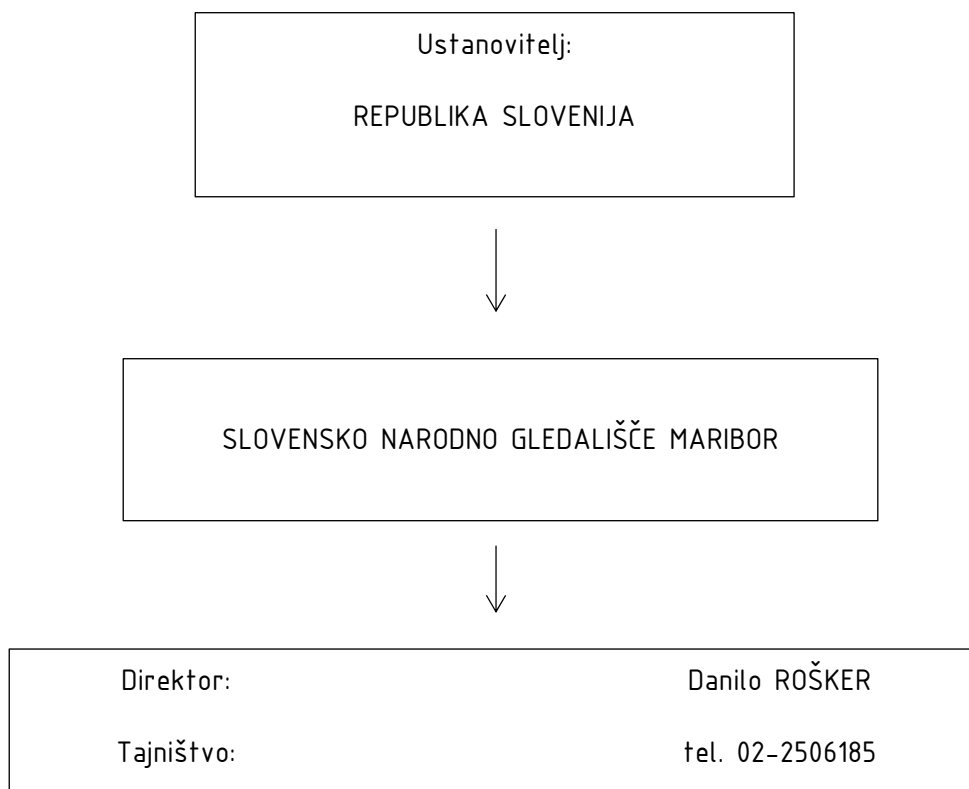 Ustanovitelj:
REPUBLIKA SLOVENIJA
SLOVENSKO NARODNO GLEDALIŠČE MARIBOR
Direktor: Danilo ROŠKER
Tajništvo: tel. 02-2506185